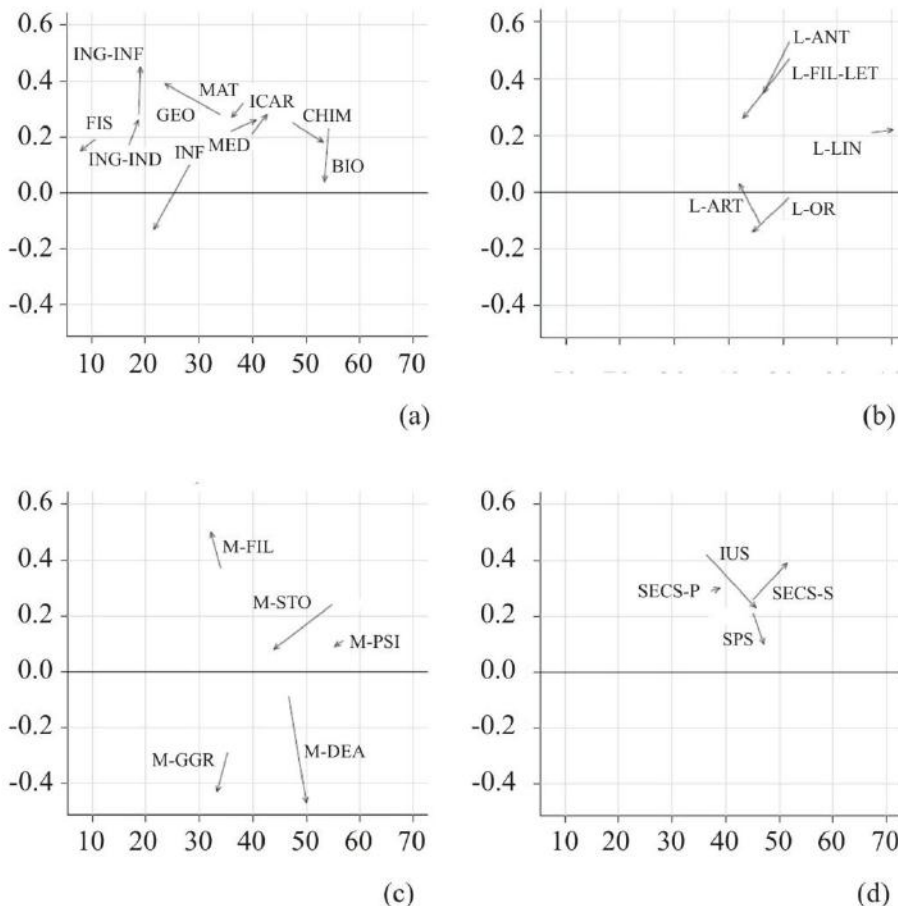 0.6
ING-INF
0.4
MAT
ICAR
GEO
CHIM
FIS
0.2
ING-IND
INF
MED
BIO
0.0
-0.2
-0.4
10 20 30 40 50 60 70
(a)
0.6
L-ANT
L-FIL-LET
0.4
0.2
L-LIN
0.0
L-ART
L-OR
-0.2
-0.4
(b)
0.6
M-FIL
0.4
M-STO
0.2
M-PSI
0.0
-0.2
M-GGR
M-DEA
-0.4
10 20 30 40 50 60 70
(c)
0.6
IUS
0.4
SECS-P
SECS-S
0.2
SPS
0.0
-0.2
-0.4
10 20 30 40 50 60 70
(d)